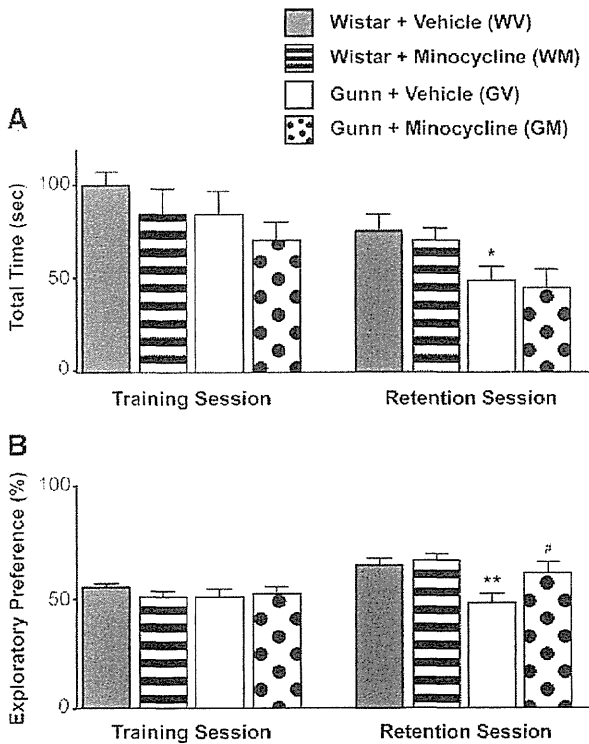 Wistar + Vehicle (WV)
Wistar + Minocycline (WM)
Gunn + Vehicle (GV)
Gunn + Minocycline (GM)
A
Total Time (sec)
100
50
0
*
Training Session
Retention Session
B
Exploratory Preference (%)
100
50
0
**
#
Training Session
Retention Session